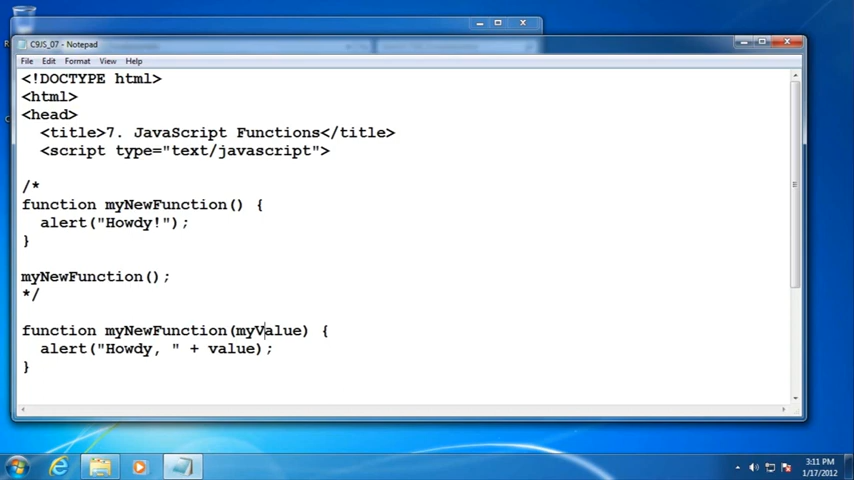 C9JS_07 - Notepad
File Edit Format View Help
<!DOCTYPE html>
<html>
<head>
  <title>7. JavaScript Functions</title>
  <script type="text/javascript">
/*
function myNewFunction() {
  alert("Howdy!");
}
myNewFunction();
*/
function myNewFunction(myValue) {
  alert("Howdy, " + value);
}
3:11 PM
1/17/2012